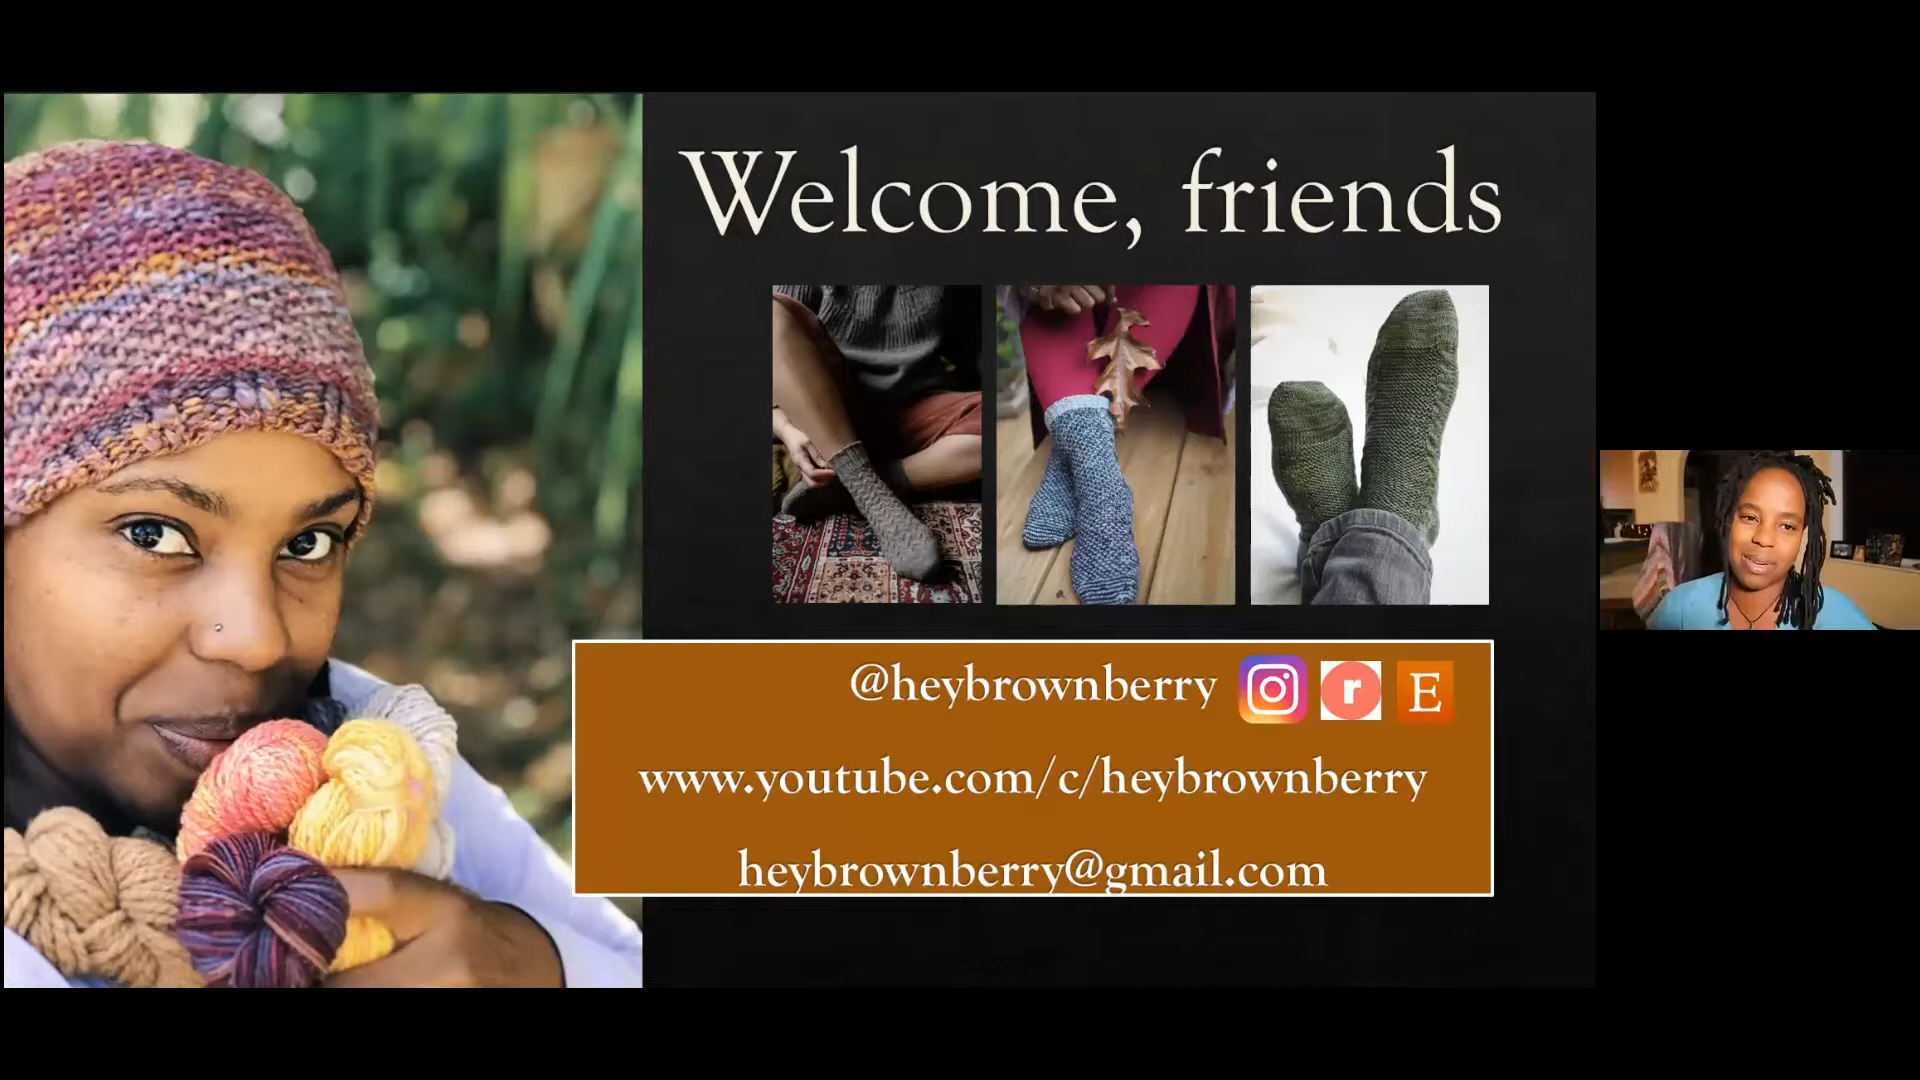 Welcome, friends
@heybrownberry r E
www.youtube.com/c/heybrownberry
heybrownberry@gmail.com